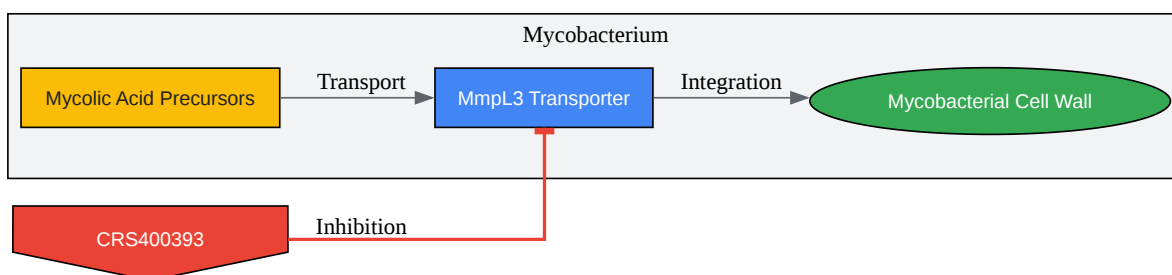 Mycobacterium
Mycolic Acid Precursors
Transport
MmpL3 Transporter
Integration
Mycobacterial Cell Wall
CRS400393
Inhibition